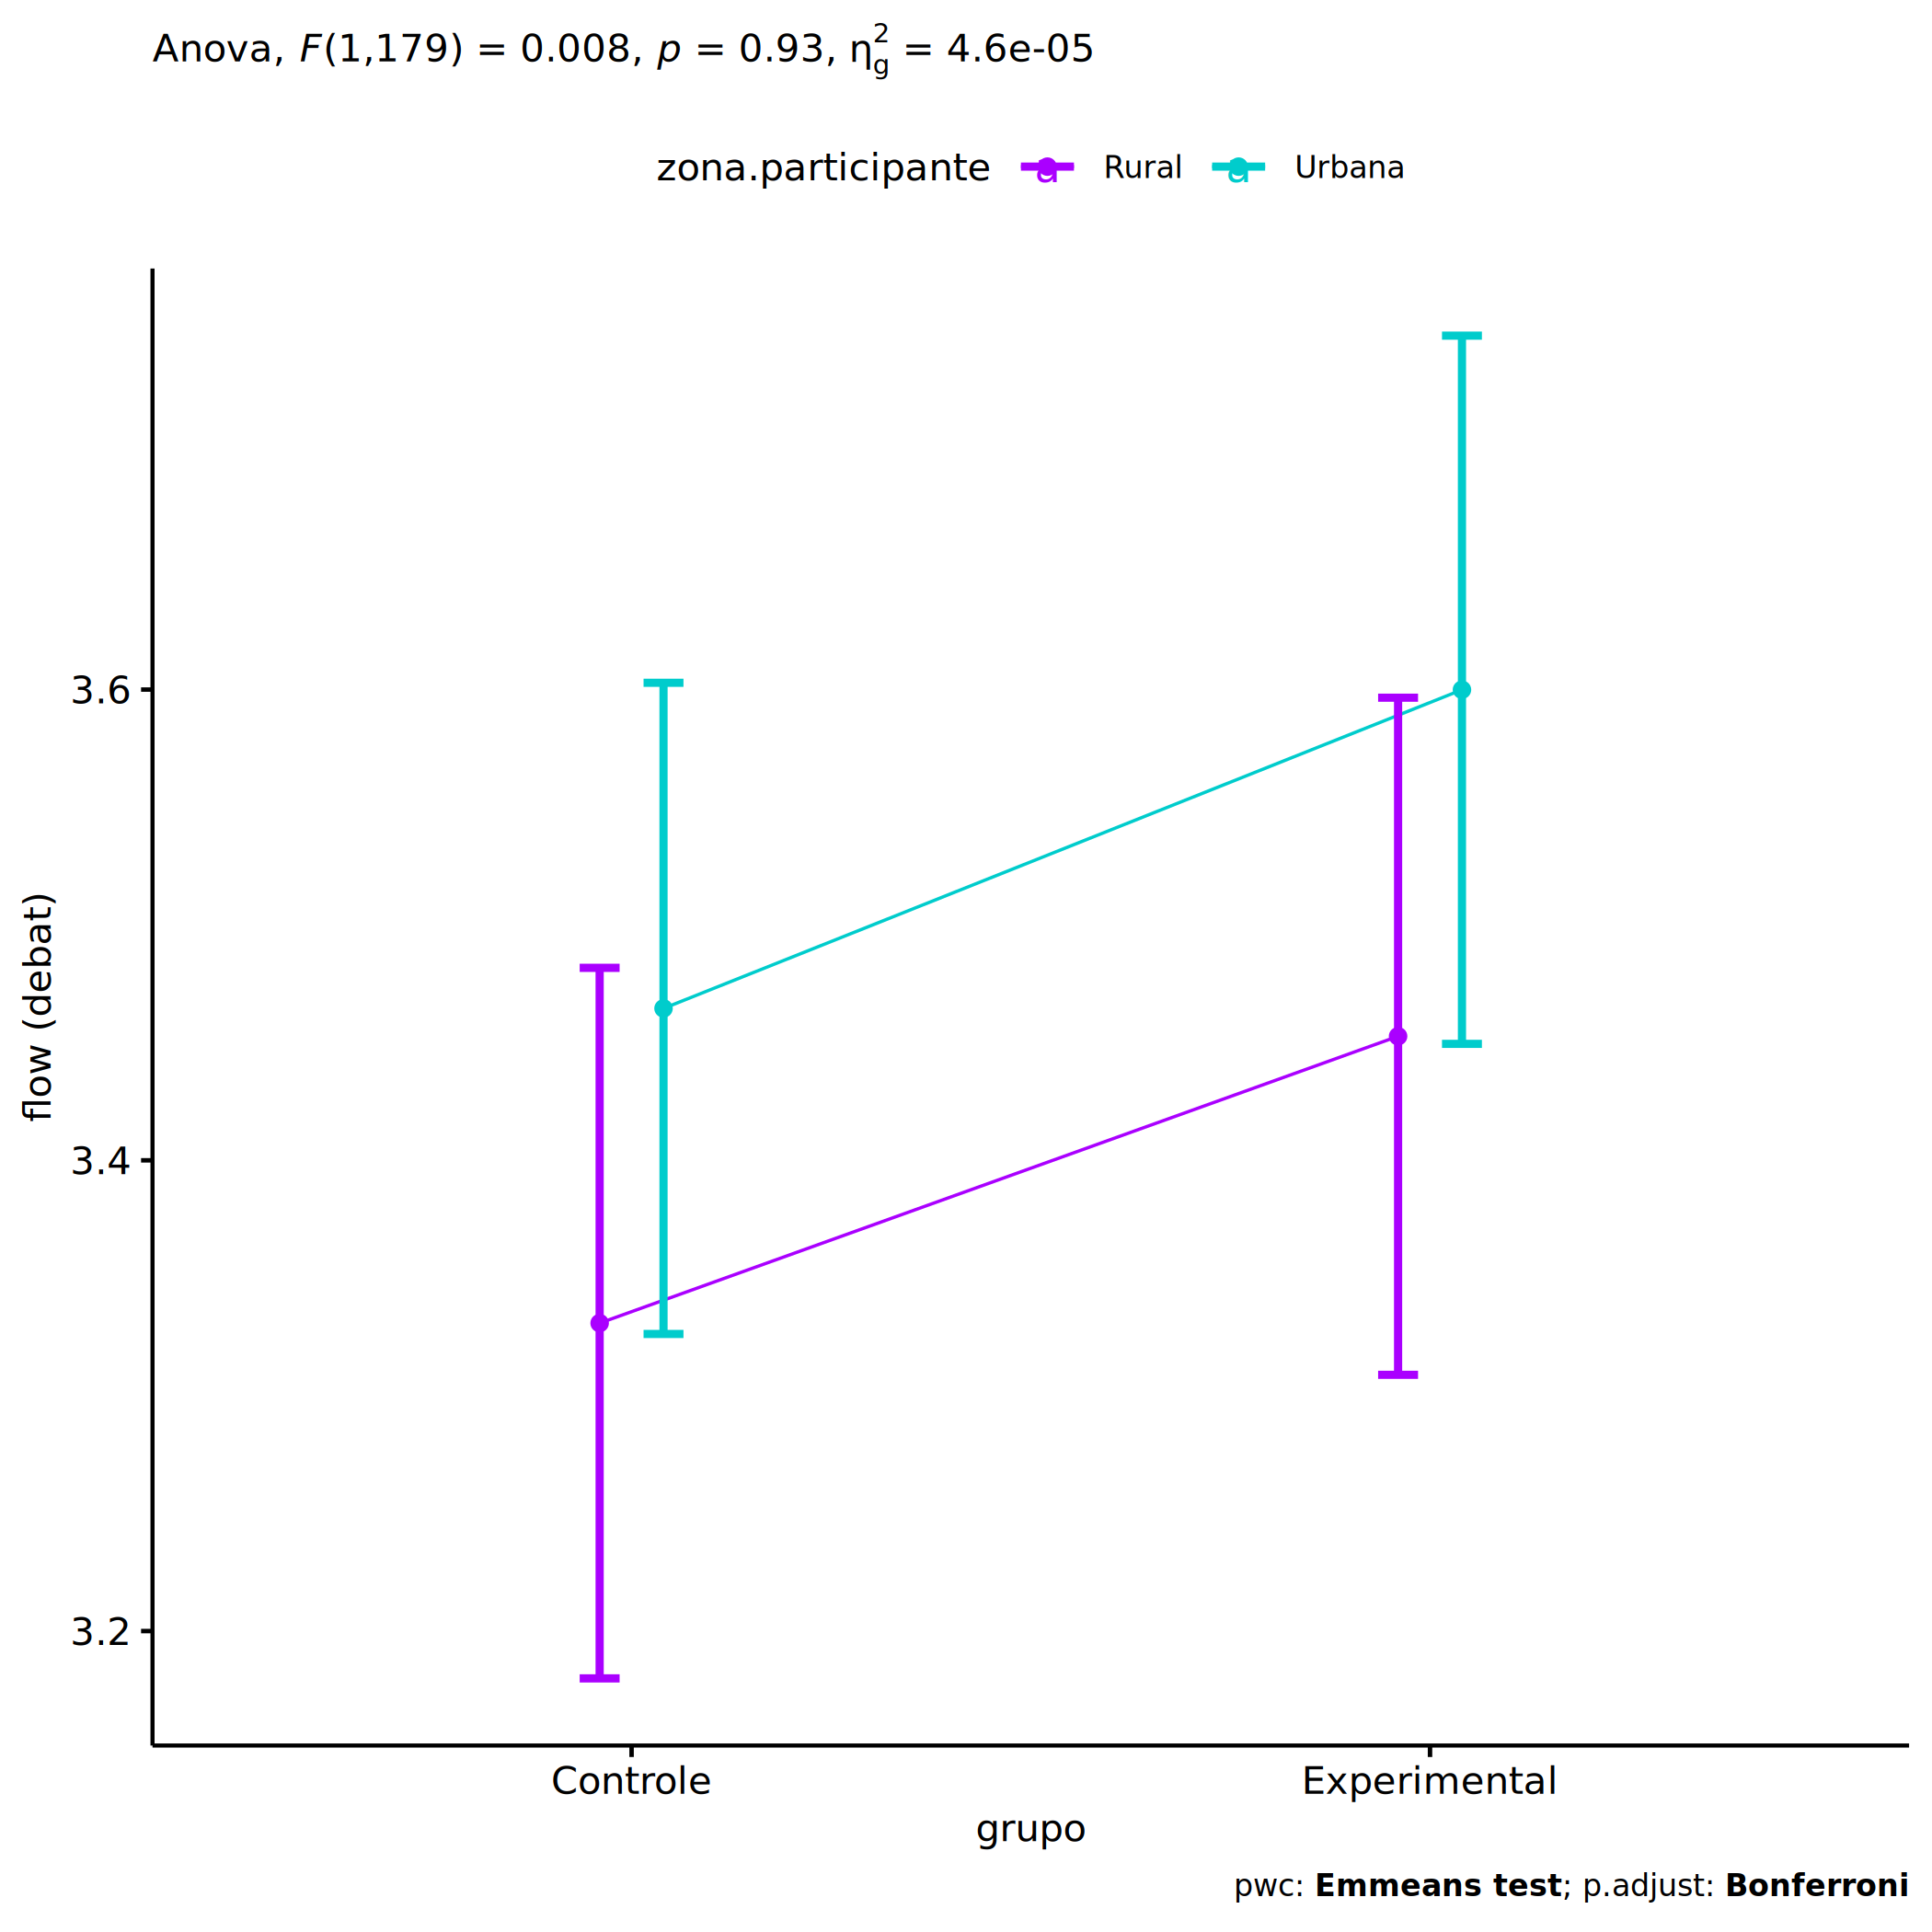 Anova, F(1,179) = 0.008, p = 0.93, η²g = 4.6e-05
zona.participante a Rural a Urbana
flow (debat)
3.6
3.4
3.2
Controle Experimental
grupo
pwc: Emmeans test; p.adjust: Bonferroni